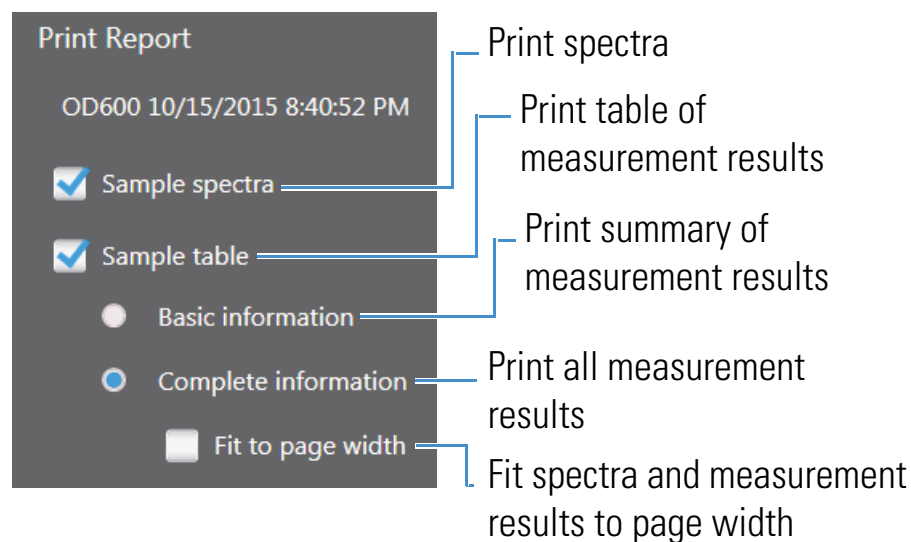 Print Report
OD600 10/15/2015 8:40:52 PM
Sample spectra
Sample table
Basic information
Complete information
Fit to page width
Print spectra
Print table of
measurement results
Print summary of
measurement results
Print all measurement
results
Fit spectra and measurement
results to page width